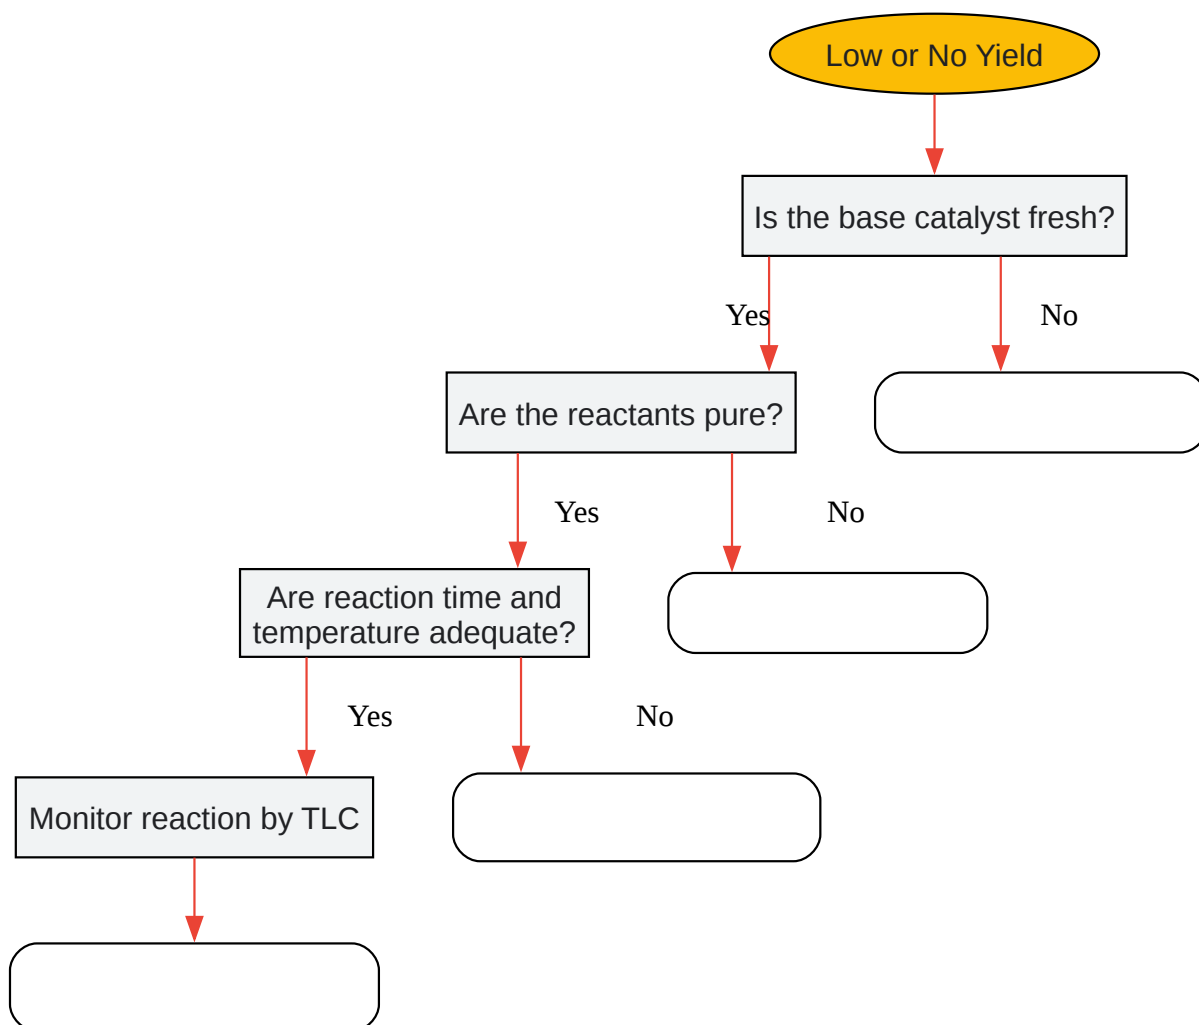 Low or No Yield
Is the base catalyst fresh?
Yes
No
Are the reactants pure?
Yes
No
Are reaction time and
temperature adequate?
Yes
No
Monitor reaction by TLC